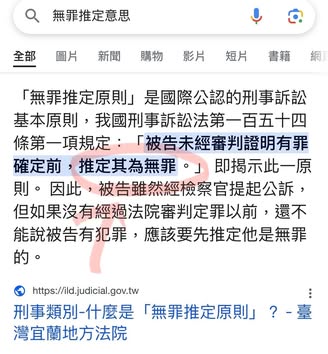 無罪推定意思
全部 圖片 新聞 購物 影片 短片 書籍
「無罪推定原則」是國際公認的刑事訴訟
基本原則,我國刑事訴訟法第一百五十四
條第一項規定:「被告未經審判證明有罪
確定前,推定其為無罪。」即揭示此一原
則。因此,被告雖然經檢察官提起公訴,
但如果沒有經過法院審判定罪以前,還不
能說被告有犯罪,應該要先推定他是無罪
的。
https://ild.judicial.gov.tw
刑事類別-什麼是「無罪推定原則」? - 臺
灣宜蘭地方法院